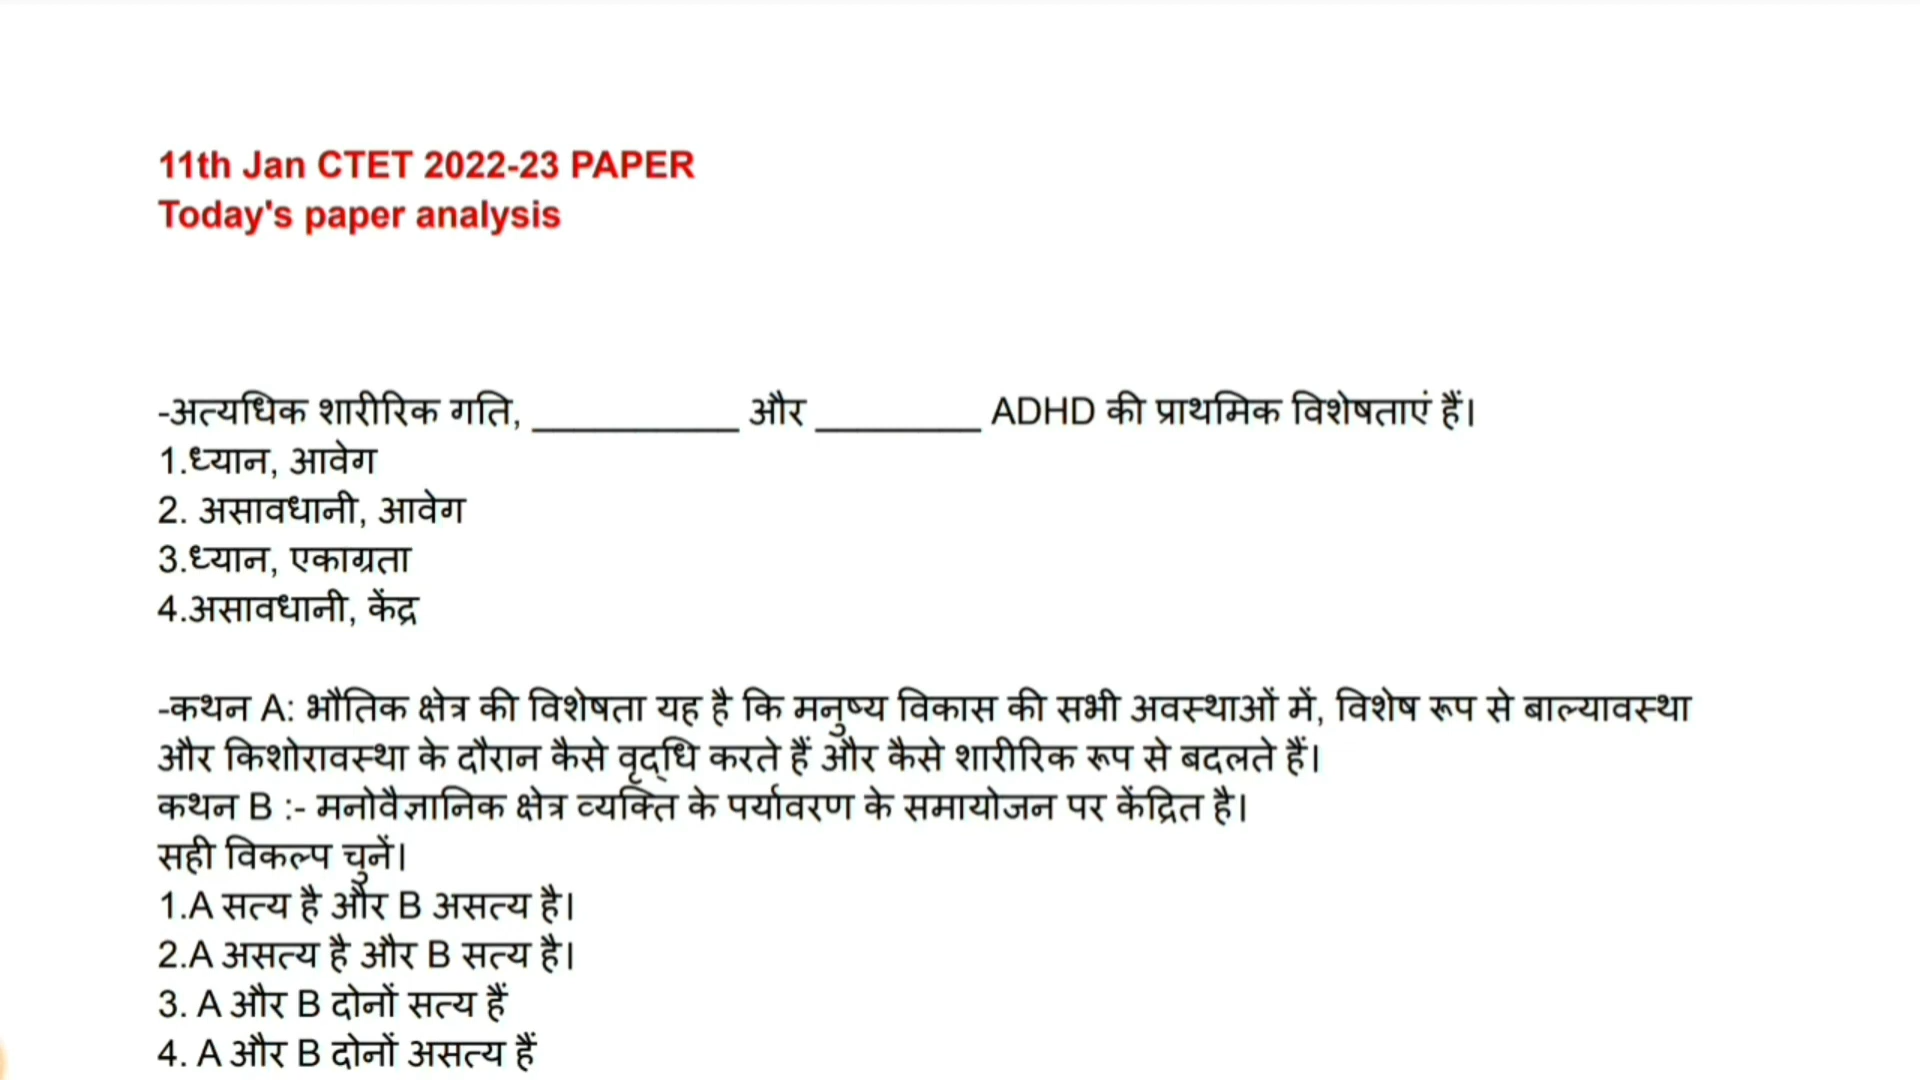 11th Jan CTET 2022-23 PAPER
Today's paper analysis
-अत्यधिक शारीरिक गति, __________ और ________ ADHD की प्राथमिक विशेषताएं हैं।
1.ध्यान, आवेग
2. असावधानी, आवेग
3.ध्यान, एकाग्रता
4.असावधानी, केंद्र
-कथन A: भौतिक क्षेत्र की विशेषता यह है कि मनुष्य विकास की सभी अवस्थाओं में, विशेष रूप से बाल्यावस्था
और किशोरावस्था के दौरान कैसे वृद्धि करते हैं और कैसे शारीरिक रूप से बदलते हैं।
कथन B :- मनोवैज्ञानिक क्षेत्र व्यक्ति के पर्यावरण के समायोजन पर केंद्रित है।
सही विकल्प चुनें।
1.A सत्य है और B असत्य है।
2.A असत्य है और B सत्य है।
3. A और B दोनों सत्य हैं
4. A और B दोनों असत्य हैं